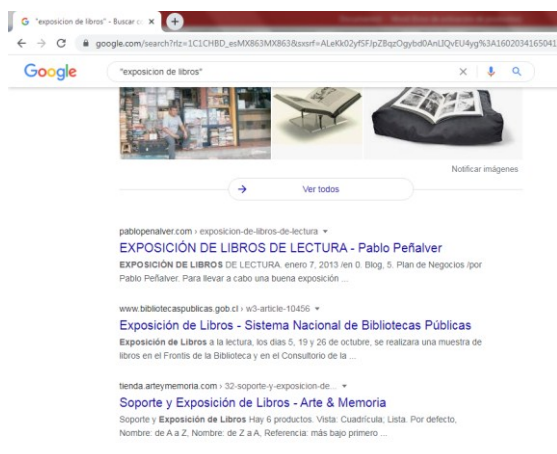 "exposicion de libros" - Buscar c
google.com/search?rlz=1C1CHBD_esMX863MX863&sxsrf=ALeKk02yfSFJpZBqzOgybd0AnLIQvEU4yg%3A1602034165041
Google
"exposicion de libros"
Notificar imágenes
Ver todos
pablopenalver.com › exposicion-de-libros-de-lectura
EXPOSICIÓN DE LIBROS DE LECTURA - Pablo Peñalver
EXPOSICIÓN DE LIBROS DE LECTURA. enero 7, 2013 /en 0. Blog, 5. Plan de Negocios /por
Pablo Peñalver. Para llevar a cabo una buena exposición ...
www.bibliotecaspublicas.gob.cl › w3-article-10456
Exposición de Libros - Sistema Nacional de Bibliotecas Públicas
Exposición de Libros a la lectura, los dias 5, 19 y 26 de octubre, se realizara una muestra de
libros en el Frontis de la Biblioteca y en el Consultorio de la ...
tienda.arteymemoria.com › 32-soporte-y-exposicion-de...
Soporte y Exposición de Libros - Arte & Memoria
Soporte y Exposición de Libros Hay 6 productos. Vista: Cuadrícula, Lista. Por defecto,
Nombre: de A a Z, Nombre: de Z a A, Referencia: más bajo primero ...